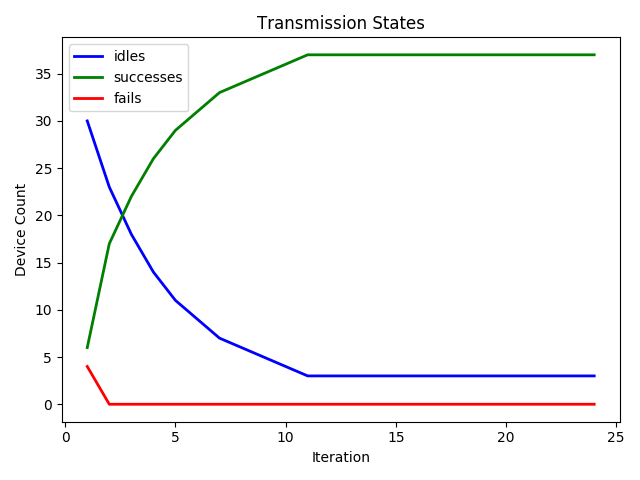 Transmission States
idles
successes
fails
Device Count
35
30
25
20
15
10
5
0
0 5 10 15 20 25
Iteration